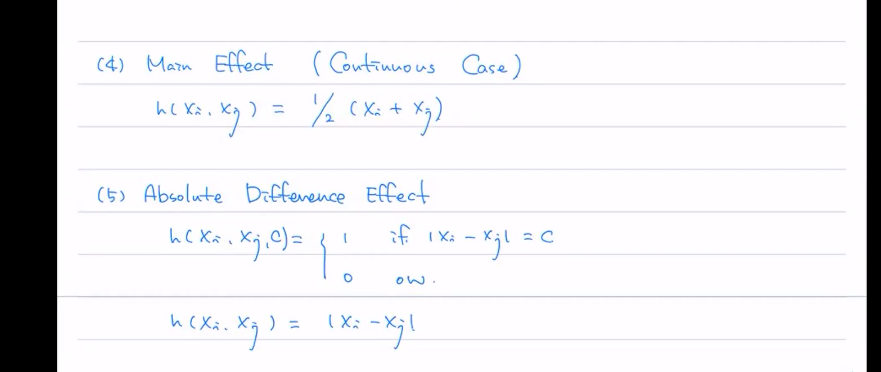 (4) Main Effect (Continuous Case)
h(xi, xj) = 1/2 (xi + xj)
(5) Absolute Difference Effect
h(xi, xj, C) = { 1 if |xi - xj| = C
0 ow.
h(xi, xj) = |xi - xj|